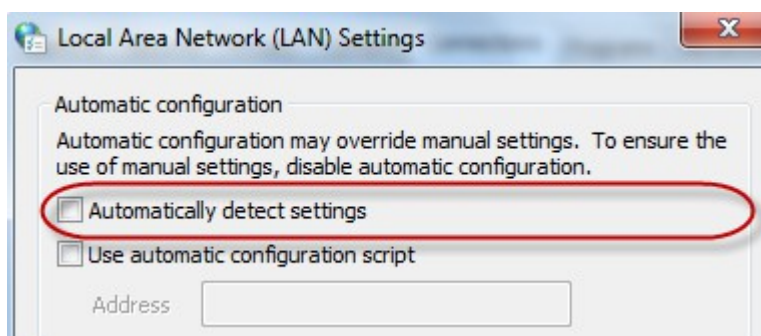 Local Area Network (LAN) Settings
Automatic configuration
Automatic configuration may override manual settings. To ensure the
use of manual settings, disable automatic configuration.
Automatically detect settings
Use automatic configuration script
Address